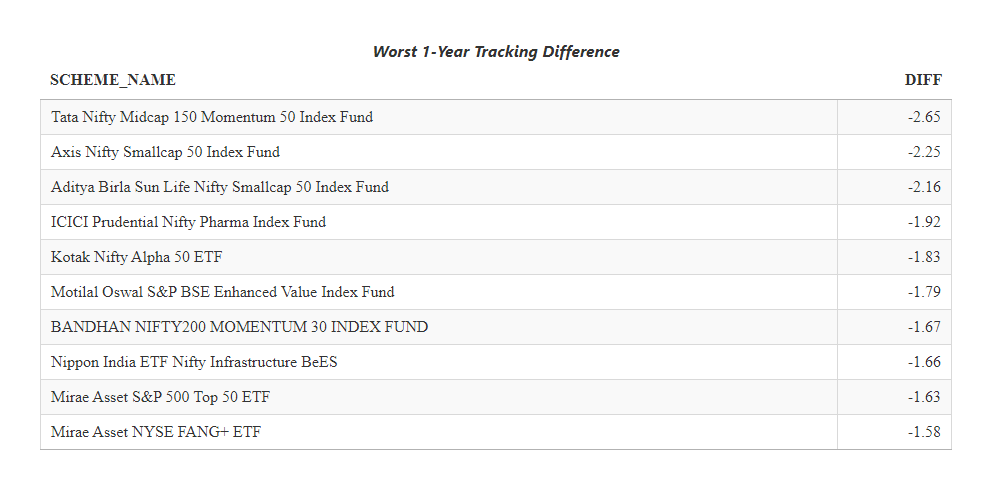 Worst 1-Year Tracking Difference
SCHEME_NAME DIFF
Tata Nifty Midcap 150 Momentum 50 Index Fund -2.65
Axis Nifty Smallcap 50 Index Fund -2.25
Aditya Birla Sun Life Nifty Smallcap 50 Index Fund -2.16
ICICI Prudential Nifty Pharma Index Fund -1.92
Kotak Nifty Alpha 50 ETF -1.83
Motilal Oswal S&P BSE Enhanced Value Index Fund -1.79
BANDHAN NIFTY200 MOMENTUM 30 INDEX FUND -1.67
Nippon India ETF Nifty Infrastructure BeES -1.66
Mirae Asset S&P 500 Top 50 ETF -1.63
Mirae Asset NYSE FANG+ ETF -1.58